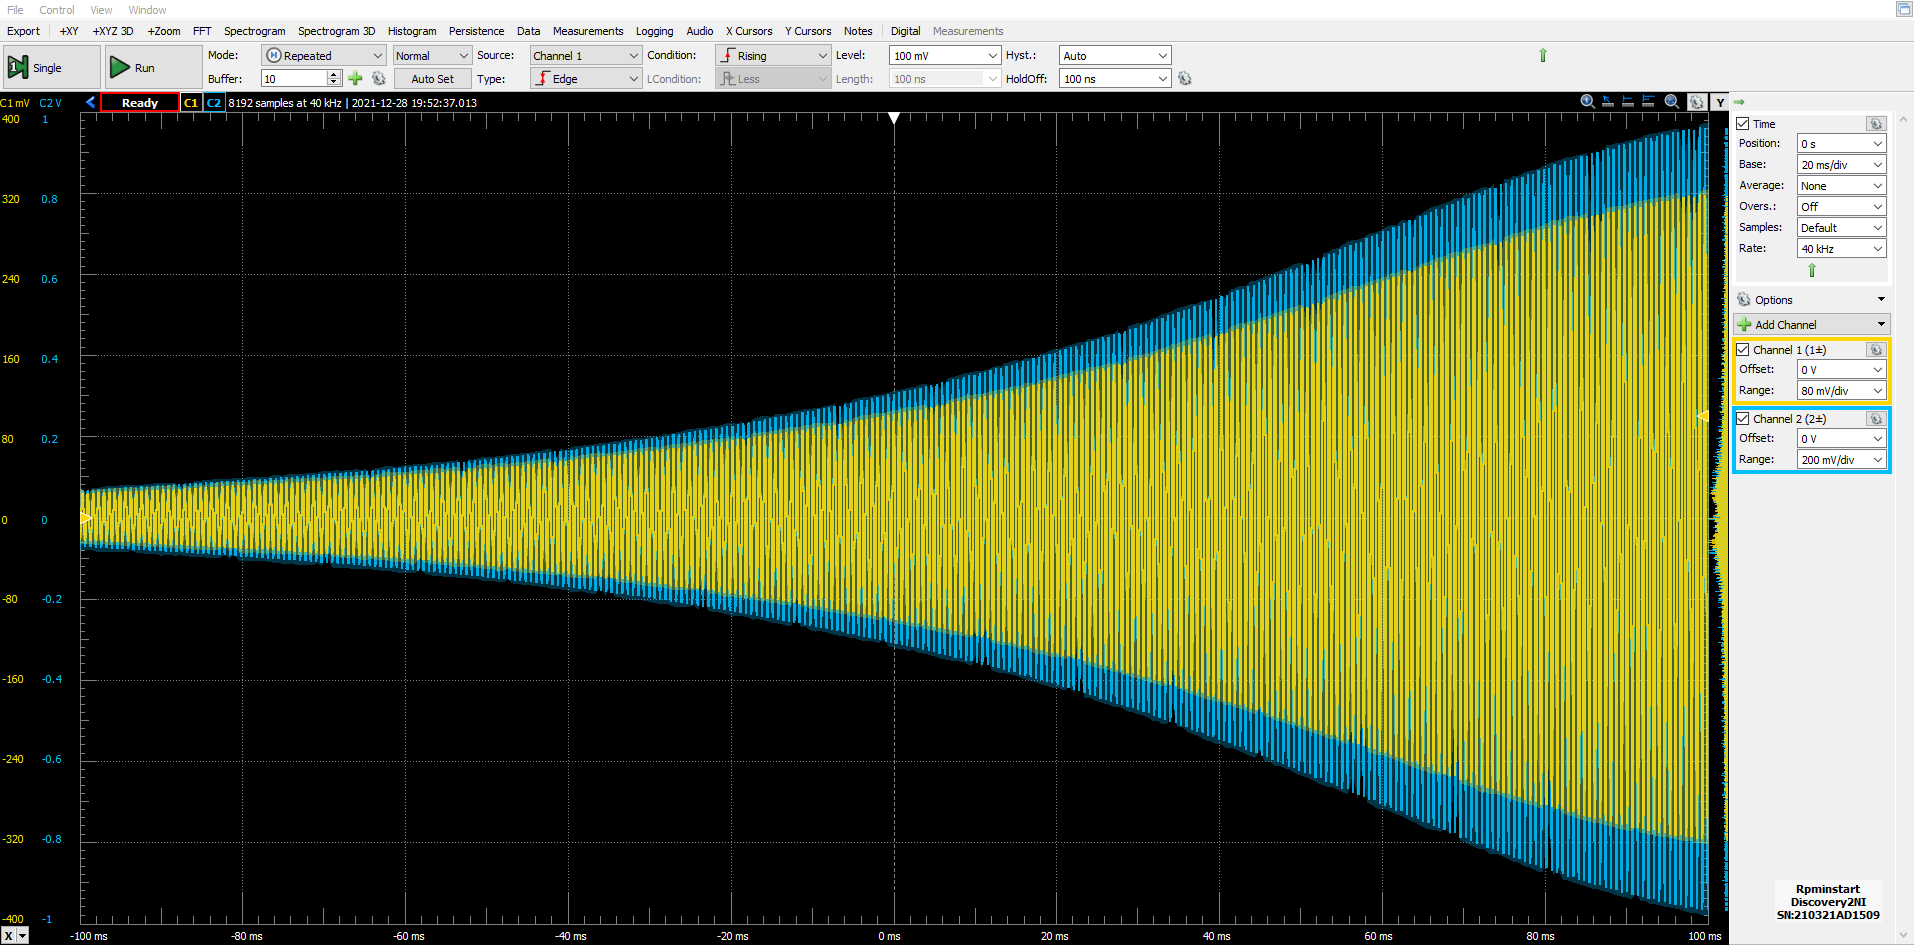 File Control View Window
Export +XY +XYZ 3D +Zoom FFT Spectrogram Spectrogram 3D Histogram Persistence Data Measurements Logging Audio X Cursors Y Cursors Notes Digital Measurements
Single Run Mode: Repeated Normal Source: Channel 1 Condition: Rising Level: 100 mV Hyst.: Auto
Buffer: 10 Auto Set Type: Edge LCondition: Less Length: 100 ns HoldOff: 100 ns
C1 mV C2 V Ready C1 C2 8192 samples at 40 kHz | 2021-12-28 19:52:37.013 Y
400 1
320 0.8
240 0.6
160 0.4
80 0.2
0 0
-80 -0.2
-160 -0.4
-240 -0.6
-320 -0.8
-400 -1
X -100 ms -80 ms -60 ms -40 ms -20 ms 0 ms 20 ms 40 ms 60 ms 80 ms 100 ms
Time
Position: 0 s
Base: 20 ms/div
Average: None
Overs.: Off
Samples: Default
Rate: 40 kHz
Options
Add Channel
Channel 1 (1±)
Offset: 0 V
Range: 80 mV/div
Channel 2 (2±)
Offset: 0 V
Range: 200 mV/div
Rpminstart
Discovery2NI
SN:210321AD1509